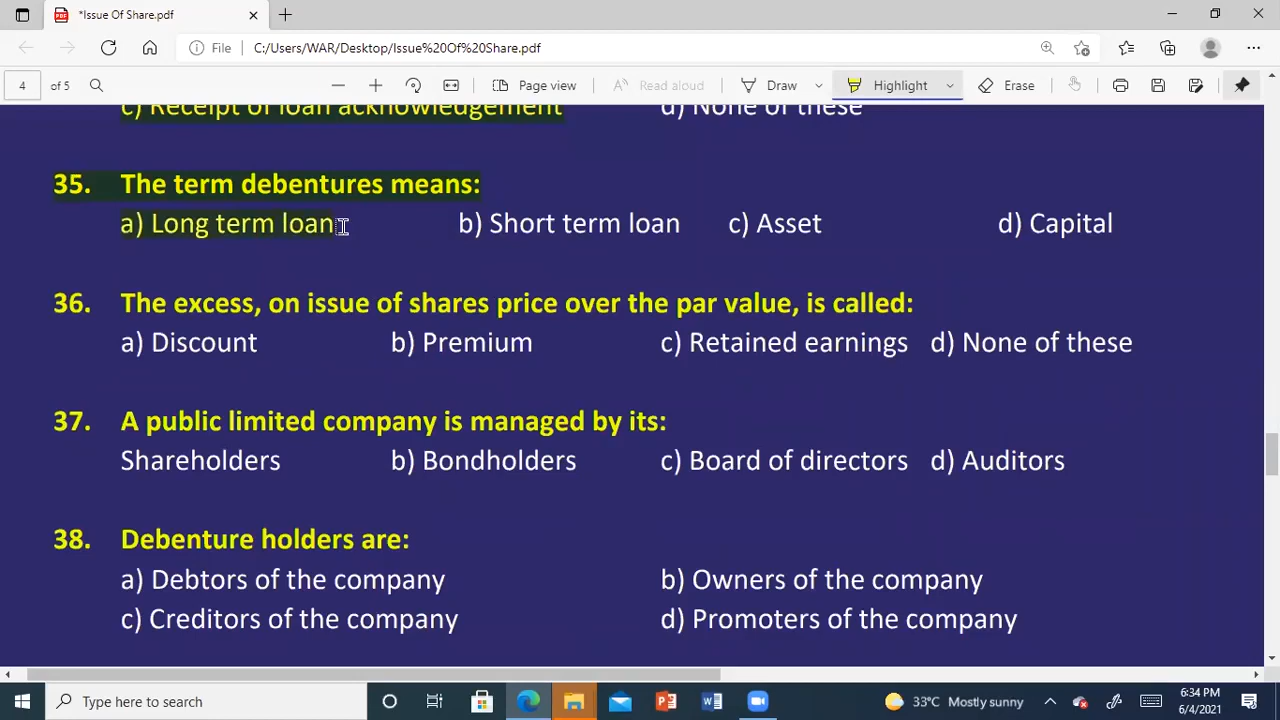 *Issue Of Share.pdf
File C:/Users/WAR/Desktop/Issue%20Of%20Share.pdf
4 of 5 Page view Read aloud Draw Highlight Erase
c) Receipt of loan acknowledgement d) None of these
35. The term debentures means:
a) Long term loan b) Short term loan c) Asset d) Capital
36. The excess, on issue of shares price over the par value, is called:
a) Discount b) Premium c) Retained earnings d) None of these
37. A public limited company is managed by its:
Shareholders b) Bondholders c) Board of directors d) Auditors
38. Debenture holders are:
a) Debtors of the company b) Owners of the company
c) Creditors of the company d) Promoters of the company
Type here to search 33°C Mostly sunny 6:34 PM
6/4/2021